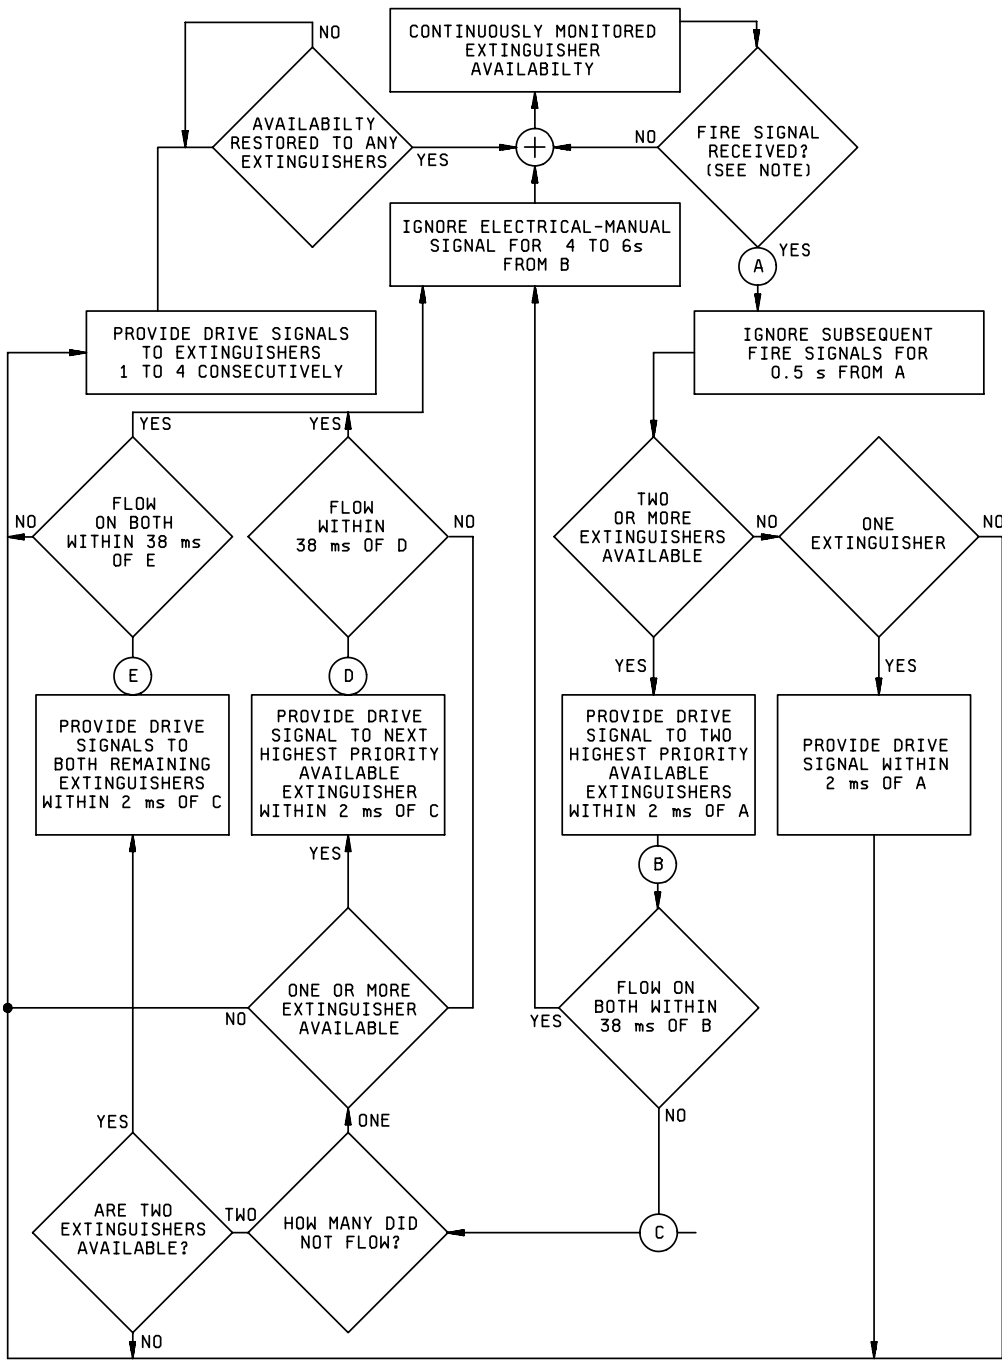 NO
CONTINUOUSLY MONITORED
EXTINGUISHER
AVAILABILTY
AVAILABILTY
RESTORED TO ANY
EXTINGUISHERS
YES
+
NO
FIRE SIGNAL
RECEIVED?
(SEE NOTE)
YES
A
IGNORE ELECTRICAL-MANUAL
SIGNAL FOR 4 TO 6s
FROM B
PROVIDE DRIVE SIGNALS
TO EXTINGUISHERS
1 TO 4 CONSECUTIVELY
IGNORE SUBSEQUENT
FIRE SIGNALS FOR
0.5 s FROM A
YES
FLOW
ON BOTH
WITHIN 38 ms
OF E
NO
YES
FLOW
WITHIN
38 ms OF D
NO
TWO
OR MORE
EXTINGUISHERS
AVAILABLE
NO
ONE
EXTINGUISHER
NO
E
D
YES
YES
PROVIDE DRIVE
SIGNALS TO
BOTH REMAINING
EXTINGUISHERS
WITHIN 2 ms OF C
PROVIDE DRIVE
SIGNAL TO NEXT
HIGHEST PRIORITY
AVAILABLE
EXTINGUISHER
WITHIN 2 ms OF C
PROVIDE DRIVE
SIGNAL TO TWO
HIGHEST PRIORITY
AVAILABLE
EXTINGUISHERS
WITHIN 2 ms OF A
PROVIDE DRIVE
SIGNAL WITHIN
2 ms OF A
YES
B
ONE OR MORE
EXTINGUISHER
AVAILABLE
NO
FLOW ON
BOTH WITHIN
38 ms OF B
YES
NO
YES
ONE
ARE TWO
EXTINGUISHERS
AVAILABLE?
TWO
HOW MANY DID
NOT FLOW?
C
NO